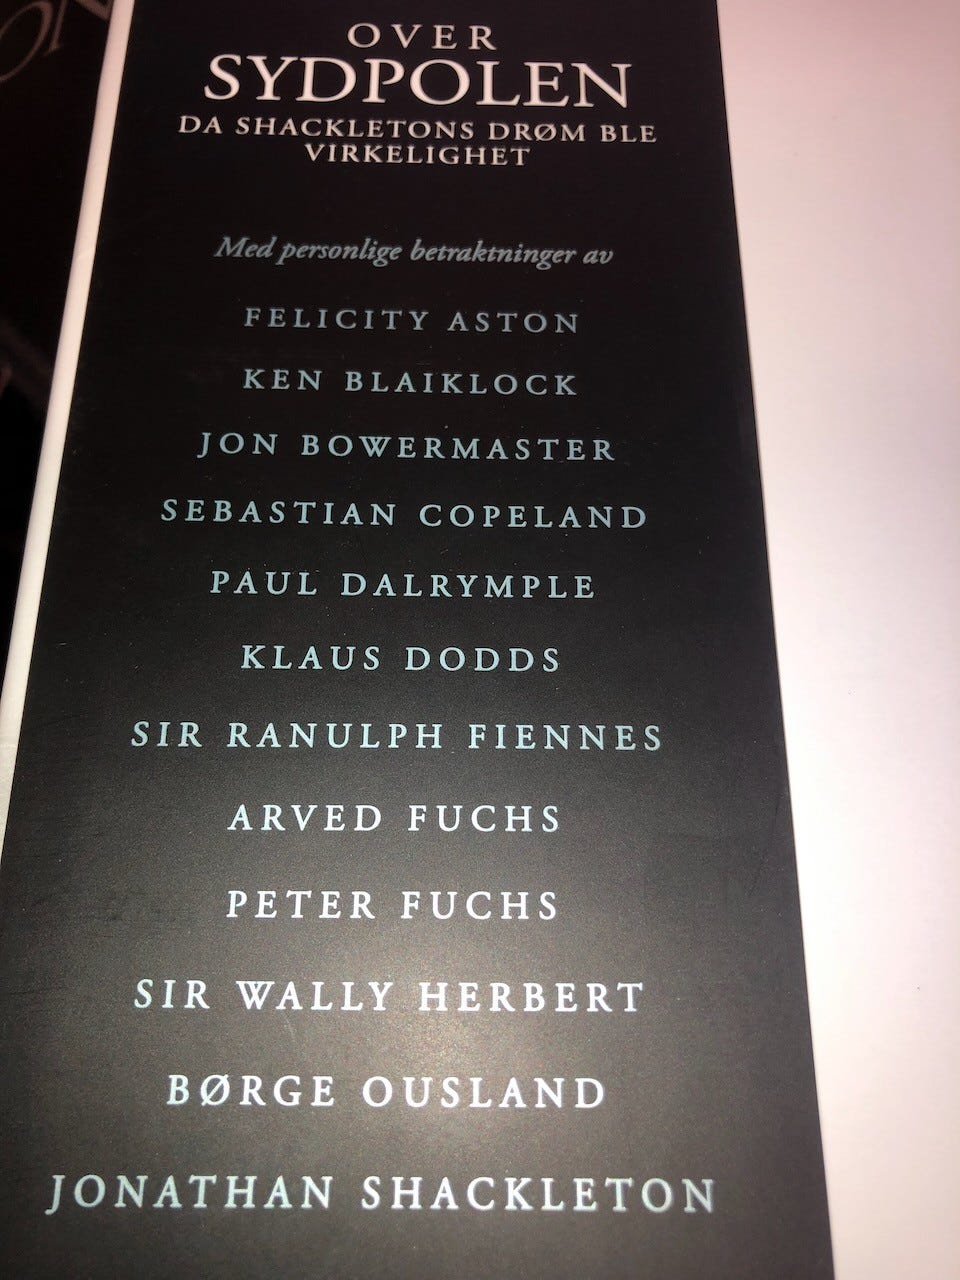 OVER
SYDPOLEN
DA SHACKLETONS DRØM BLE
VIRKELIGHET
Med personlige betraktninger av
FELICITY ASTON
KEN BLAIKLOCK
JON BOWERMASTER
SEBASTIAN COPELAND
PAUL DALRYMPLE
KLAUS DODDS
SIR RANULPH FIENNES
ARVED FUCHS
PETER FUCHS
SIR WALLY HERBERT
BØRGE OUSLAND
JONATHAN SHACKLETON